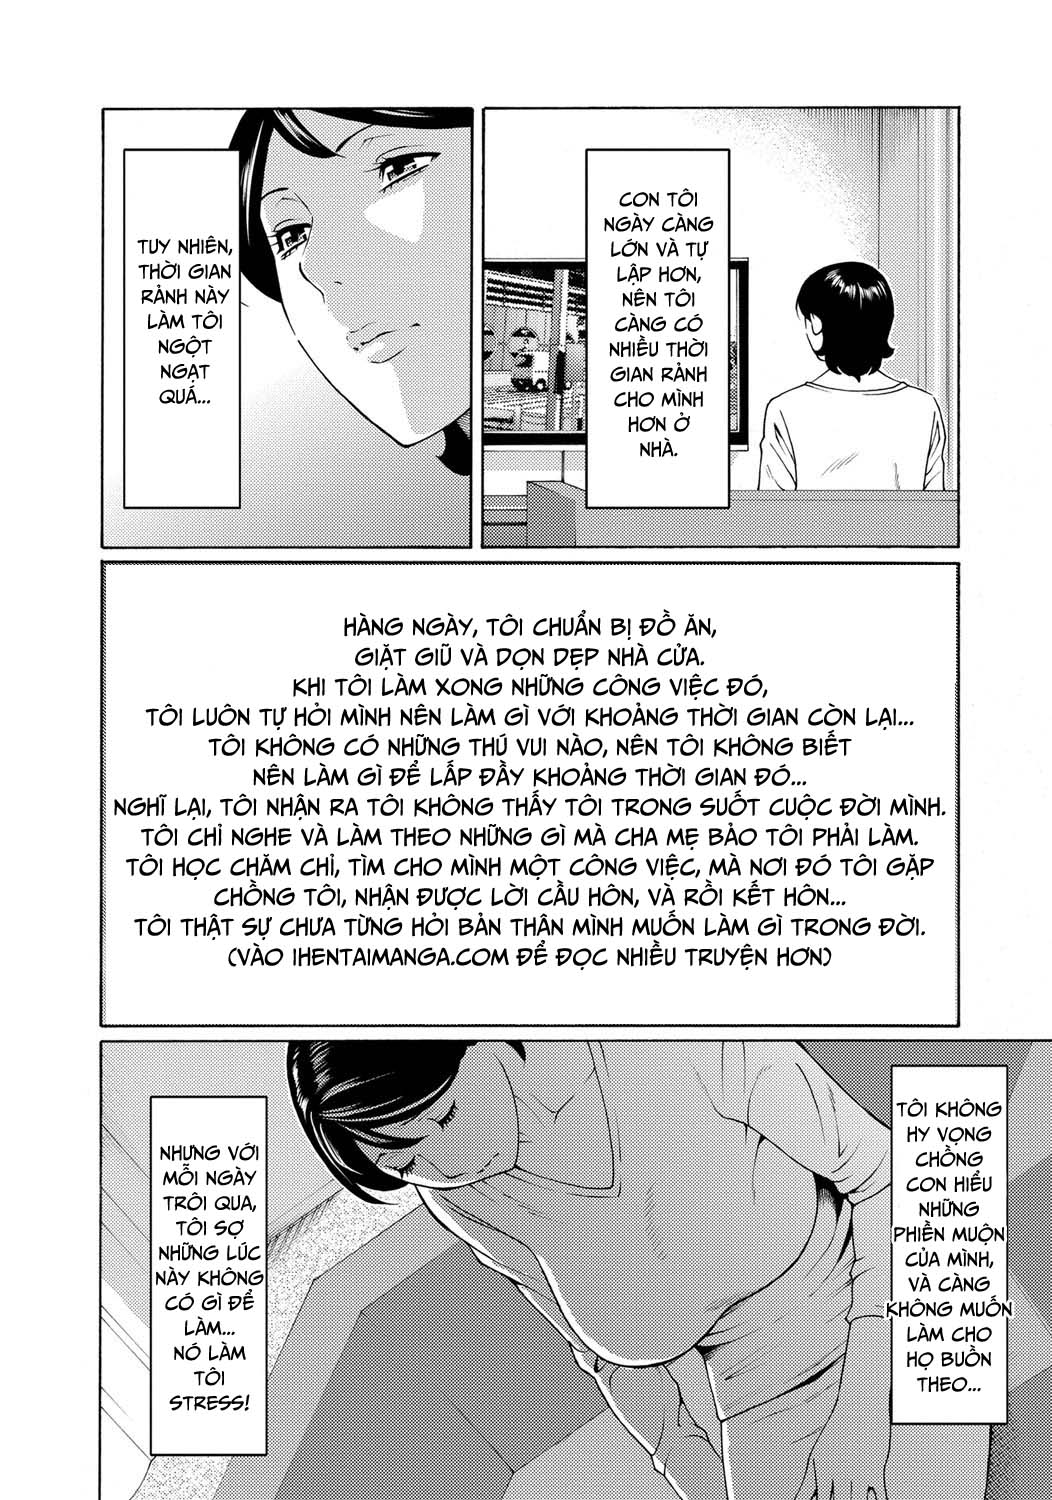 CON TÔI
NGÀY CÀNG
LỚN VÀ TỰ
LẬP HƠN,
NÊN TÔI
CÀNG CÓ
NHIỀU THỜI
GIAN RẢNH
CHO MÌNH
HƠN Ở
NHÀ.
TUY NHIÊN,
THỜI GIAN
RẢNH NÀY
LÀM TÔI
NGỘT
NGẠT
QUÁ...
HÀNG NGÀY, TÔI CHUẨN BỊ ĐỒ ĂN,
GIẶT GIŨ VÀ DỌN DẸP NHÀ CỬA.
KHI TÔI LÀM XONG NHỮNG CÔNG VIỆC ĐÓ,
TÔI LUÔN TỰ HỎI MÌNH NÊN LÀM GÌ VỚI KHOẢNG THỜI GIAN CÒN LẠI...
TÔI KHÔNG CÓ NHỮNG THÚ VUI NÀO, NÊN TÔI KHÔNG BIẾT
NÊN LÀM GÌ ĐỂ LẤP ĐẦY KHOẢNG THỜI GIAN ĐÓ...
NGHĨ LẠI, TÔI NHẬN RA TÔI KHÔNG THẤY TÔI TRONG SUỐT CUỘC ĐỜI MÌNH.
TÔI CHỈ NGHE VÀ LÀM THEO NHỮNG GÌ MÀ CHA MẸ BẢO TÔI PHẢI LÀM.
TÔI HỌC CHĂM CHỈ, TÌM CHO MÌNH MỘT CÔNG VIỆC, MÀ NƠI ĐÓ TÔI GẶP
CHỒNG TÔI, NHẬN ĐƯỢC LỜI CẦU HÔN, VÀ RỒI KẾT HÔN...
TÔI THẬT SỰ CHƯA TỪNG HỎI BẢN THÂN MÌNH MUỐN LÀM GÌ TRONG ĐỜI.
(VÀO IHENTAIMANGA.COM ĐỂ ĐỌC NHIỀU TRUYỆN HƠN)
TÔI KHÔNG
HY VỌNG
CHỒNG
CON HIỂU
NHỮNG
PHIỀN MUỘN
CỦA MÌNH,
VÀ CÀNG
KHÔNG MUỐN
LÀM CHO
HỌ BUỒN
THEO...
NHƯNG VỚI
MỖI NGÀY
TRÔI QUA,
TÔI SỢ
NHỮNG LÚC
NÀY KHÔNG
CÓ GÌ ĐỂ
LÀM...
NÓ LÀM
TÔI
STRESS!